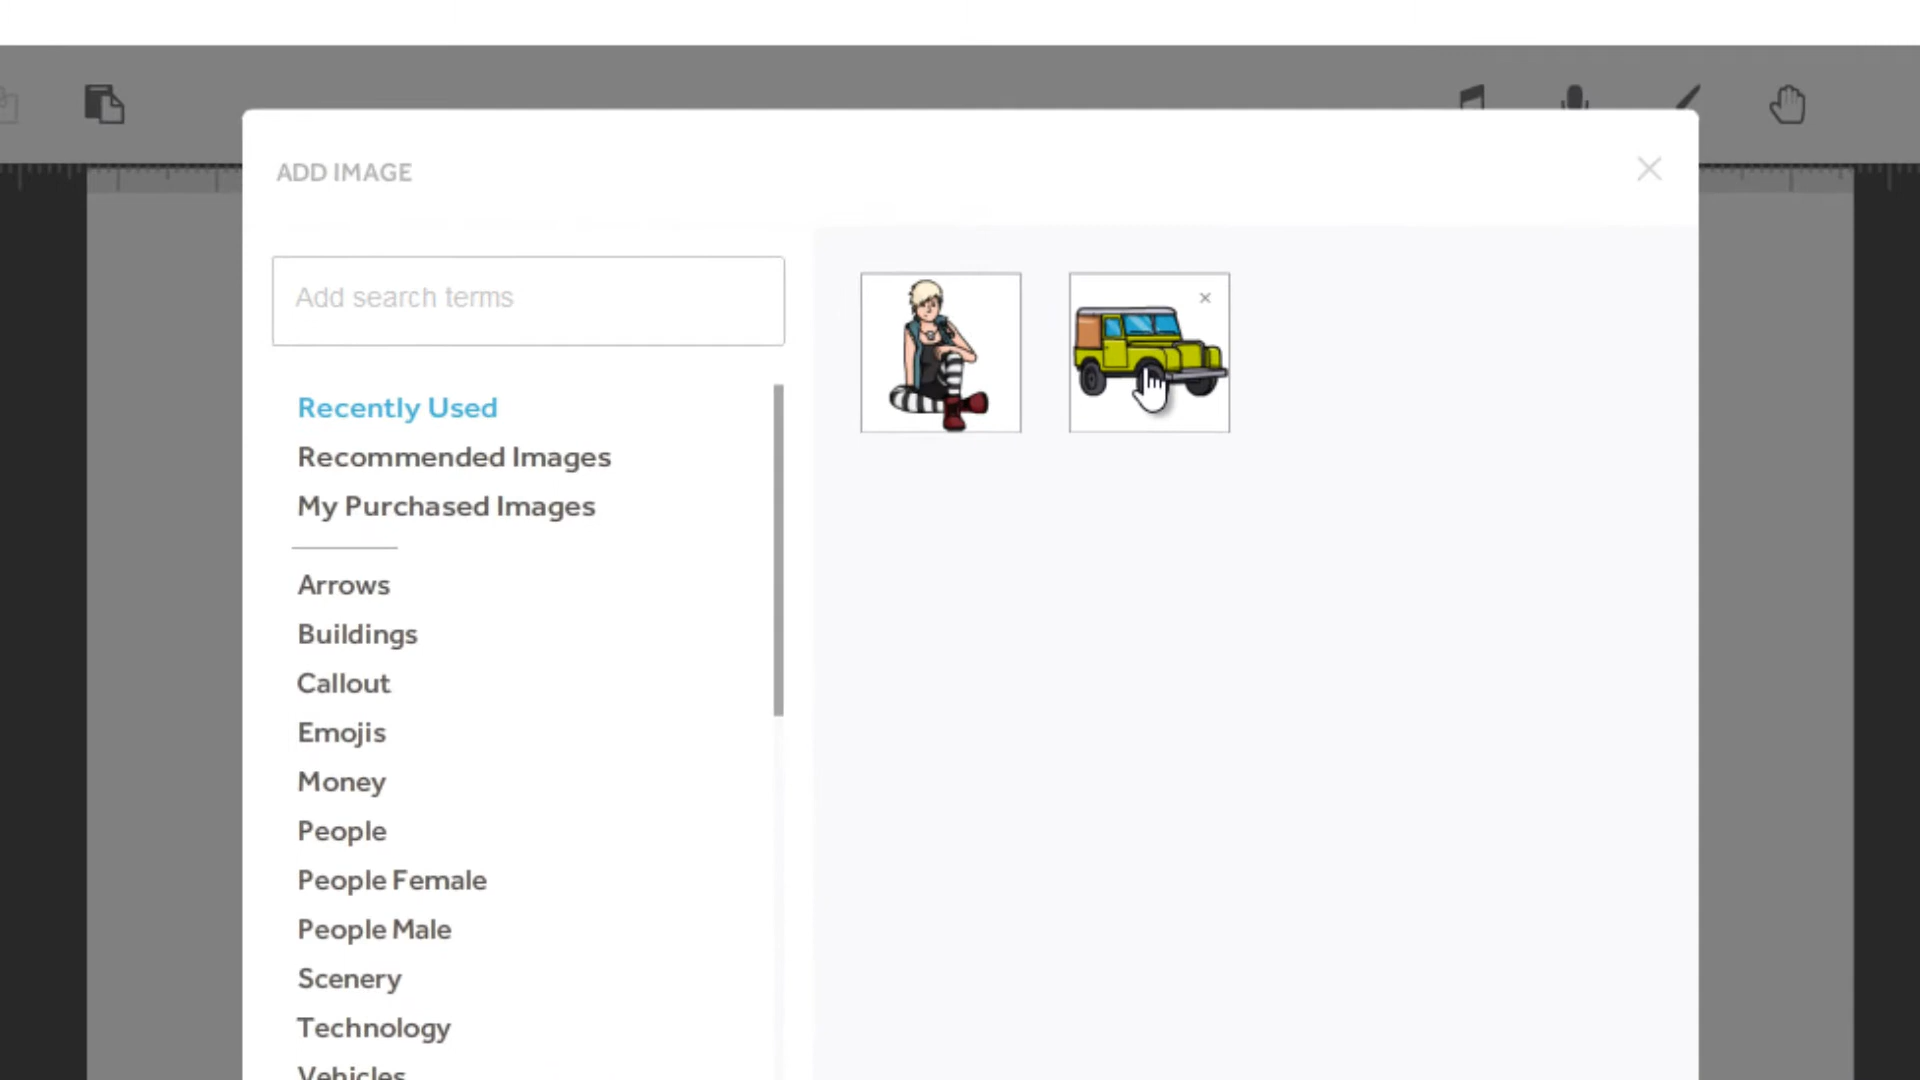 ADD IMAGE
Add search terms
Recently Used
Recommended Images
My Purchased Images
Arrows
Buildings
Callout
Emojis
Money
People
People Female
People Male
Scenery
Technology
Vehicles